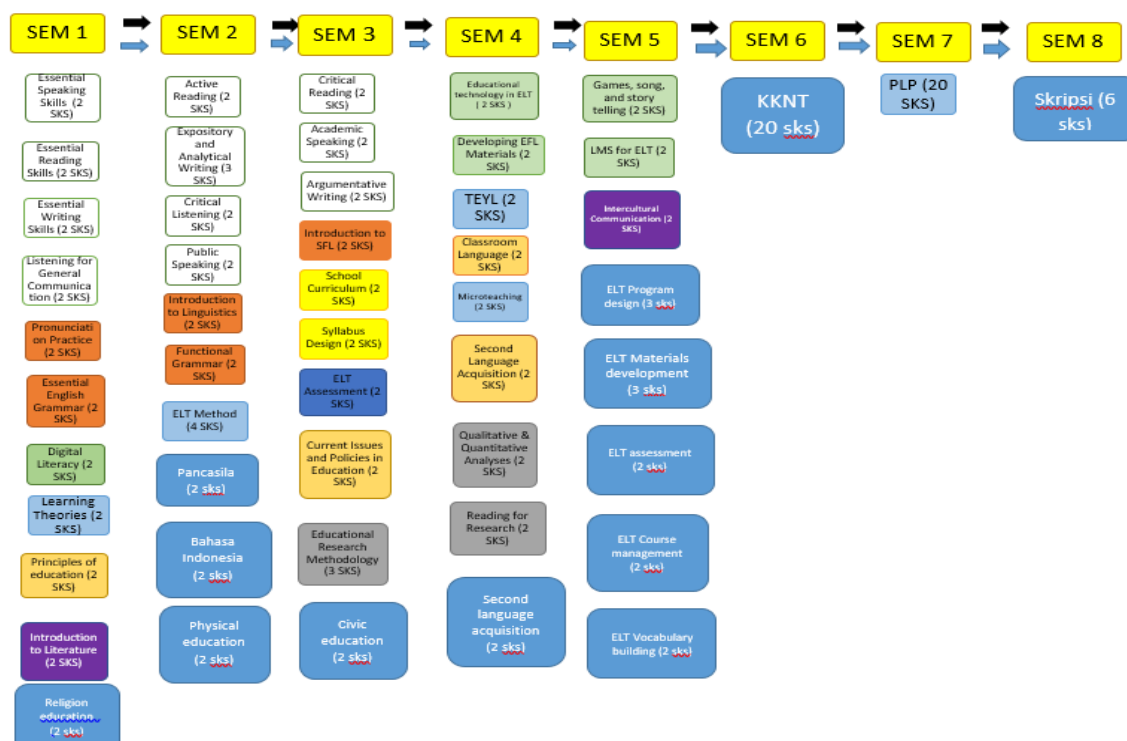 SEM 1
SEM 2
SEM 3
SEM 4
SEM 5
SEM 6
SEM 7
SEM 8
Essential
Speaking
Skills (2
SKS)
Essential
Reading
Skills (2 SKS)
Essential
Writing
Skills (2 SKS)
Listening for
General
Communica
tion (2 SKS)
Pronunciati
on Practice
(2 SKS)
Essential
English
Grammar (2
SKS)
Digital
Literacy (2
SKS)
Learning
Theories (2
SKS)
Principles of
education (2
SKS)
Introduction
to Literature
(2 SKS)
Religion
education
(2 sks)
Active
Reading (2
SKS)
Expository
and
Analytical
Writing (3
SKS)
Critical
Listening (2
SKS)
Public
Speaking (2
SKS)
Introduction
to Linguistics
(2 SKS)
Functional
Grammar (2
SKS)
ELT Method
(4 SKS)
Pancasila
(2 sks)
Bahasa
Indonesia
(2 sks)
Physical
education
(2 sks)
Critical
Reading (2
SKS)
Academic
Speaking (2
SKS)
Argumentative
Writing (2 SKS)
Introduction to
SFL (2 SKS)
School
Curriculum (2
SKS)
Syllabus
Design (2 SKS)
ELT
Assessment (2
SKS)
Current Issues
and Policies in
Education (2
SKS)
Educational
Research
Methodology
(3 SKS)
Civic
education
(2 sks)
Educational
technology in ELT
( 2 SKS )
Developing EFL
Materials (2
SKS)
TEYL (2
SKS)
Classroom
Language (2
SKS)
Microteaching
(2 SKS)
Second
Language
Acquisition (2
SKS)
Qualitative &
Quantitative
Analyses (2
SKS)
Reading for
Research (2
SKS)
Second
language
acquisition
(2 sks)
Games, song,
and story
telling (2 SKS)
LMS for ELT (2
SKS)
Intercultural
Communication (2
SKS)
ELT Program
design (3 sks)
ELT Materials
development
(3 sks)
ELT assessment
(2 sks)
ELT Course
management
(2 sks)
ELT Vocabulary
building (2 sks)
KKNT
(20 sks)
PLP (20
SKS)
Skripsi (6
sks)